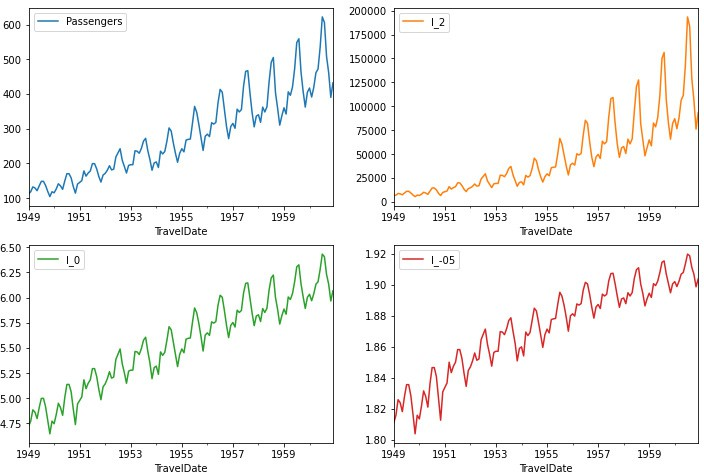 Passengers
600
500
400
300
200
100
1949 1951 1953 1955 1957 1959
TravelDate
l_2
200000
175000
150000
125000
100000
75000
50000
25000
0
1949 1951 1953 1955 1957 1959
TravelDate
6.50
l_0
6.25
6.00
5.75
5.50
5.25
5.00
4.75
1949 1951 1953 1955 1957 1959
TravelDate
l_-05
1.92
1.90
1.88
1.86
1.84
1.82
1.80
1949 1951 1953 1955 1957 1959
TravelDate